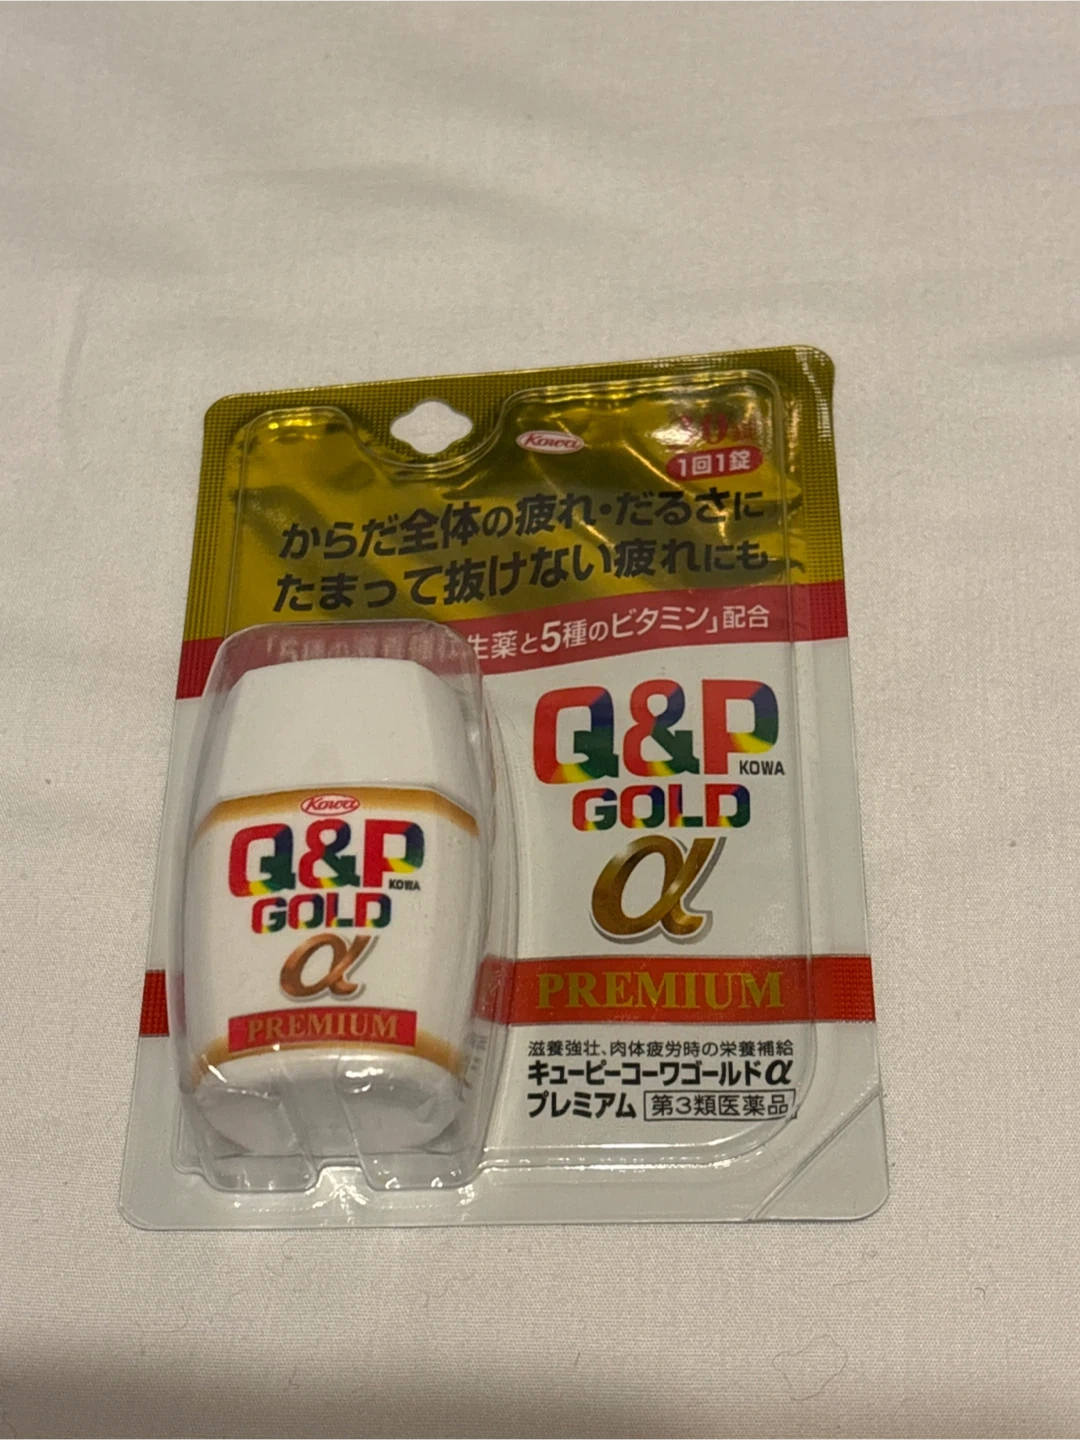 Kowa
30錠
1回1錠
からだ全体の疲れ・だるさに
たまって抜けない疲れにも
生薬と5種のビタミン」配合
Q&P
KOWA
GOLD
α
PREMIUM
滋養強壮、肉体疲労時の栄養補給
キューピーコーワゴールドα
プレミアム 第3類医薬品
Kowa
Q&P
KOWA
GOLD
α
PREMIUM